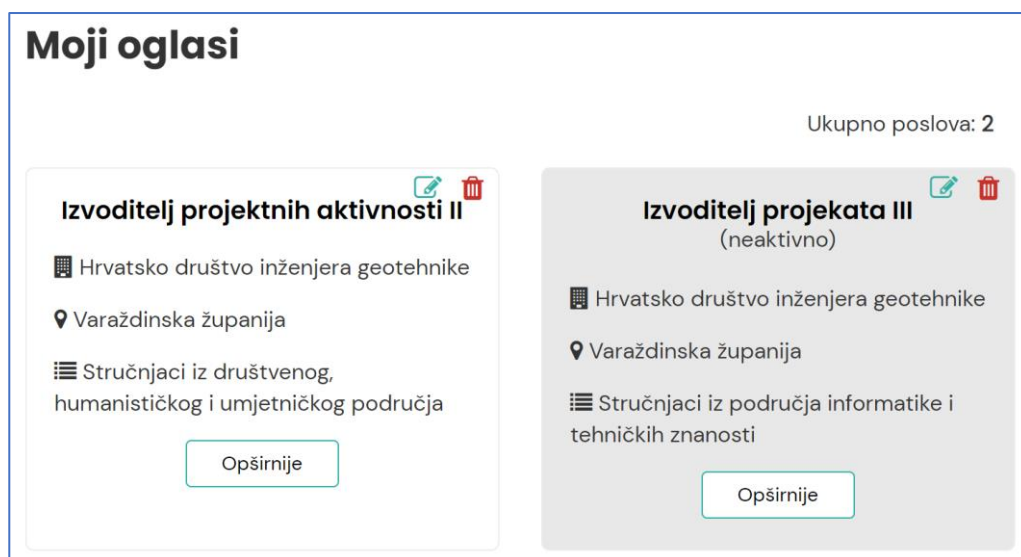 Moji oglasi
Ukupno poslova: 2
Izvoditelj projektnih aktivnosti II
Hrvatsko društvo inženjera geotehnike
Varaždinska županija
Stručnjaci iz društvenog,
humanističkog i umjetničkog područja
Opširnije
Izvoditelj projekata III
(neaktivno)
Hrvatsko društvo inženjera geotehnike
Varaždinska županija
Stručnjaci iz područja informatike i
tehničkih znanosti
Opširnije